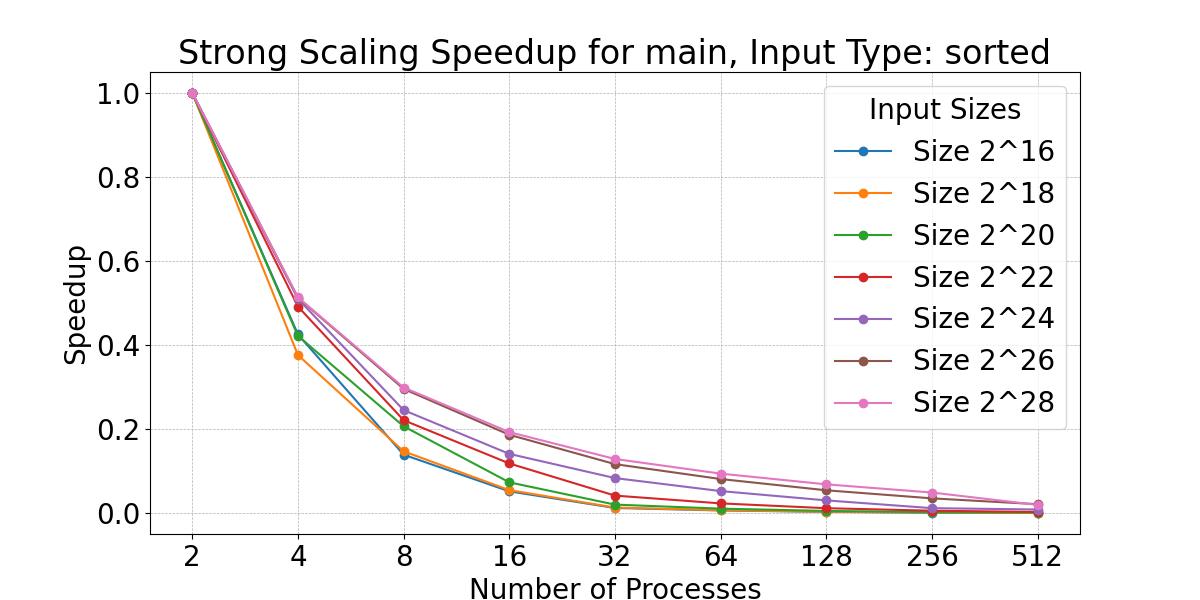 Strong Scaling Speedup for main, Input Type: sorted
Speedup
1.0
0.8
0.6
0.4
0.2
0.0
Input Sizes
Size 2^16
Size 2^18
Size 2^20
Size 2^22
Size 2^24
Size 2^26
Size 2^28
2 4 8 16 32 64 128 256 512
Number of Processes